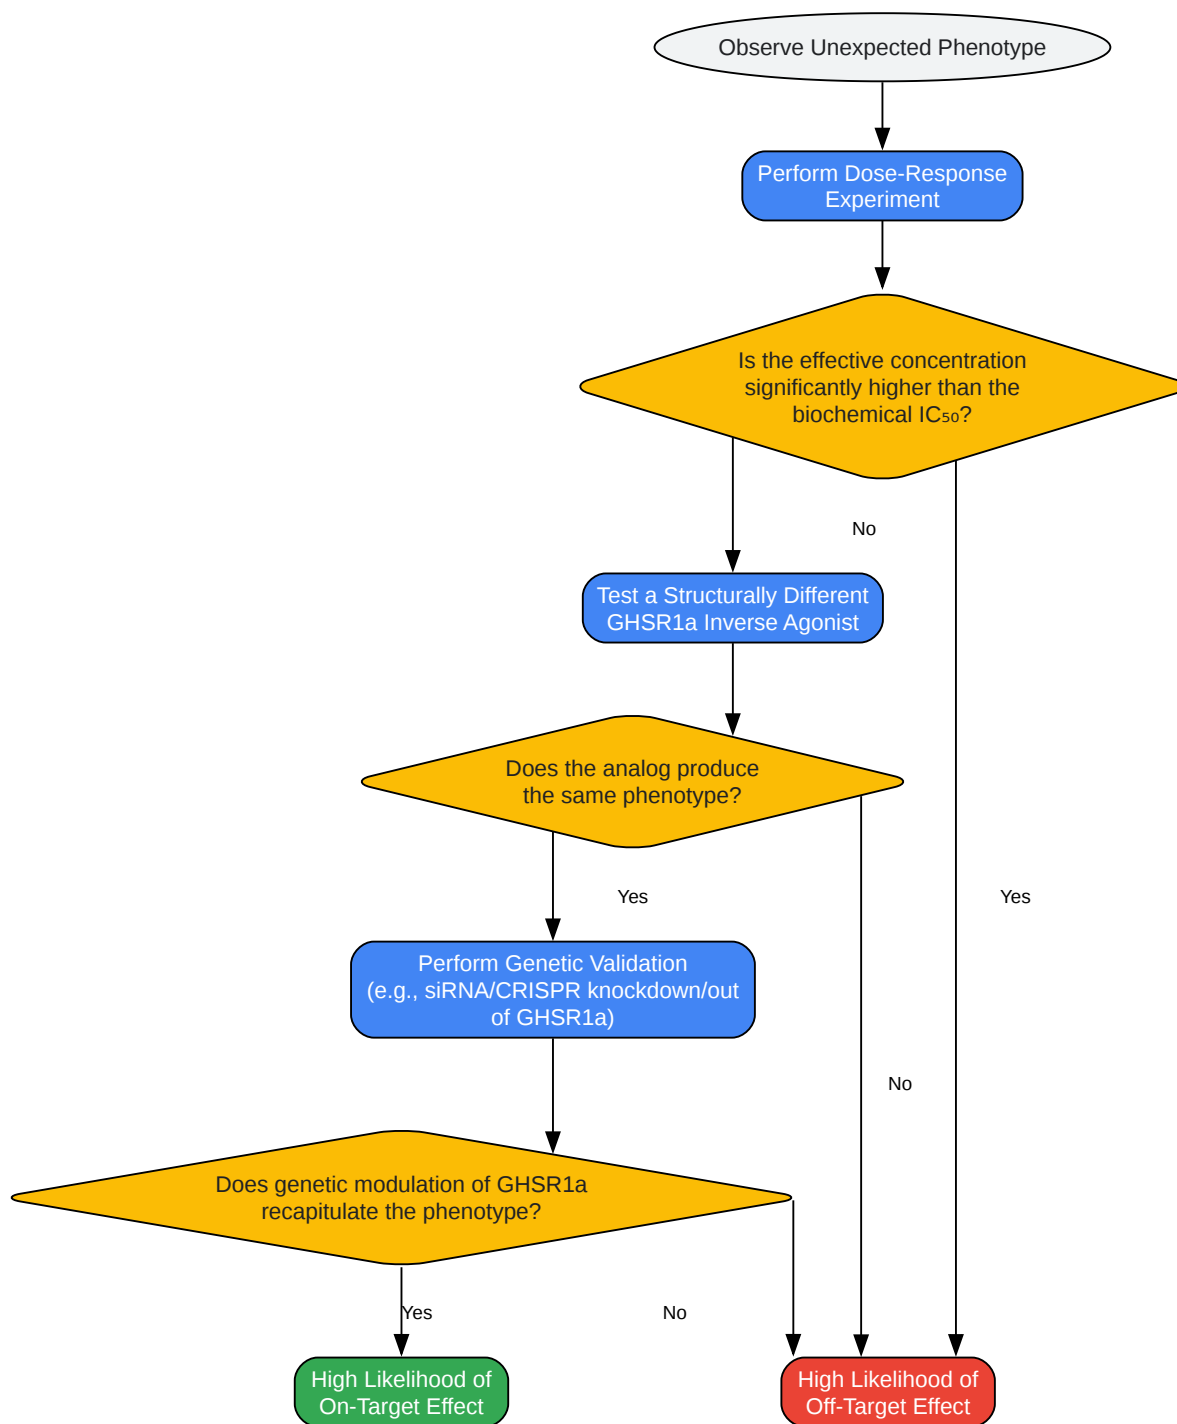 Observe Unexpected Phenotype
Perform Dose-Response
Experiment
Is the effective concentration
significantly higher than the
biochemical IC₅₀?
No
Test a Structurally Different
GHSR1a Inverse Agonist
Does the analog produce
the same phenotype?
Yes
Yes
Perform Genetic Validation
(e.g., siRNA/CRISPR knockdown/out
of GHSR1a)
No
Does genetic modulation of GHSR1a
recapitulate the phenotype?
Yes
No
High Likelihood of
On-Target Effect
High Likelihood of
Off-Target Effect